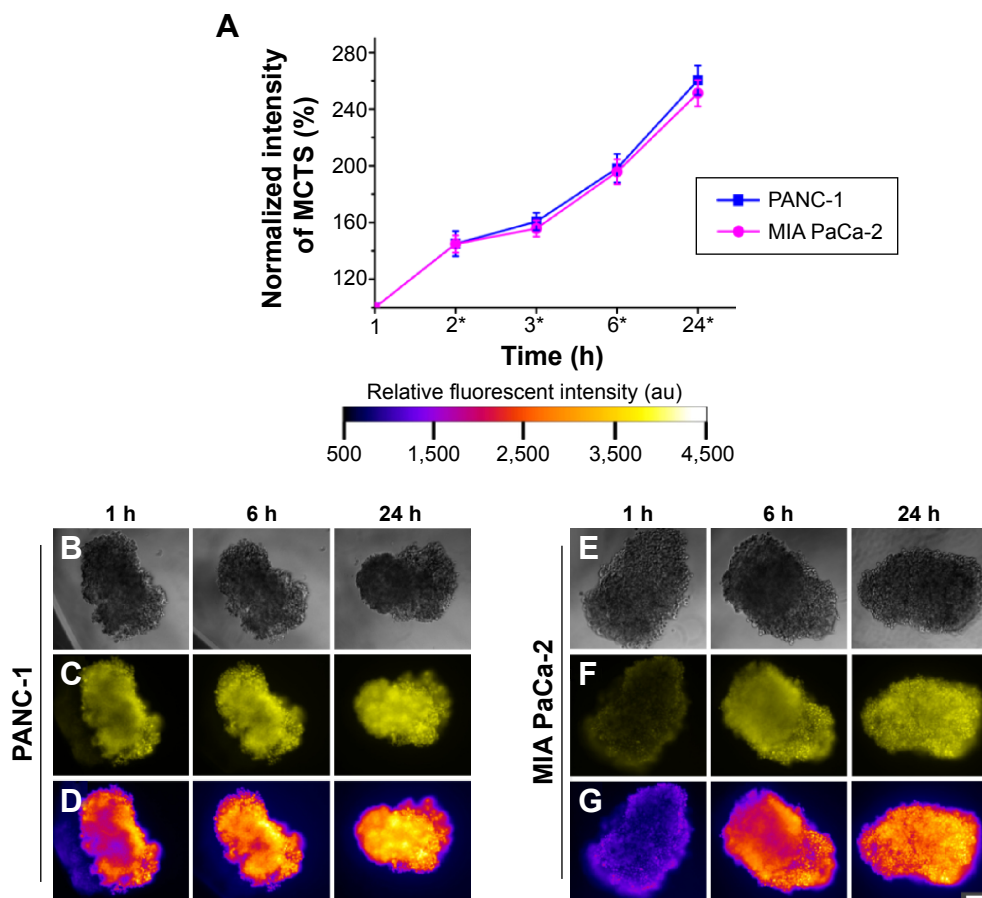 A
Normalized intensity
of MCTS (%)
280
240
200
160
120
1 2* 3* 6* 24*
Time (h)
PANC-1
MIA PaCa-2
Relative fluorescent intensity (au)
500 1,500 2,500 3,500 4,500
1 h 6 h 24 h
PANC-1
B
C
D
1 h 6 h 24 h
MIA PaCa-2
E
F
G